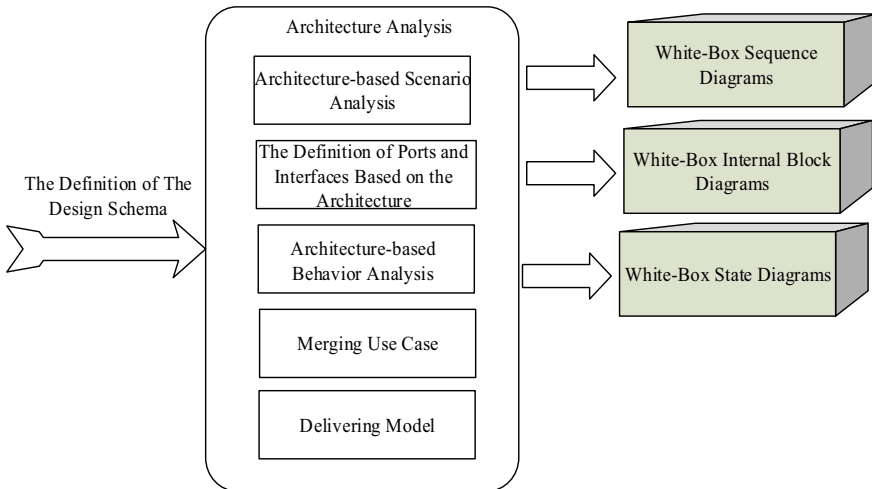 Architecture Analysis
Architecture-based Scenario
Analysis
The Definition of Ports and
Interfaces Based on the
Architecture
Architecture-based
Behavior Analysis
Merging Use Case
Delivering Model
The Definition of The
Design Schema
White-Box Sequence
Diagrams
White-Box Internal Block
Diagrams
White-Box State Diagrams